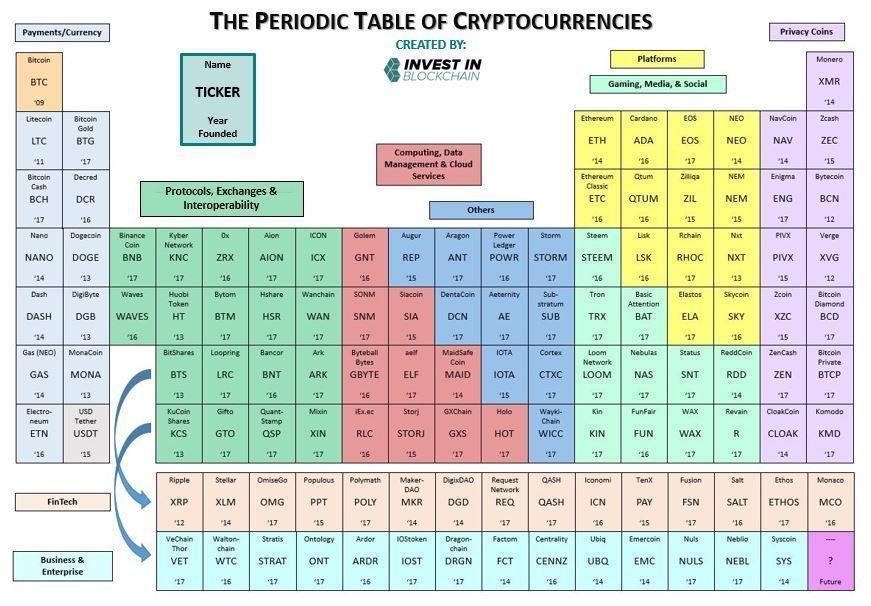 THE PERIODIC TABLE OF CRYPTOCURRENCIES
CREATED BY:
INVEST IN
BLOCKCHAIN
Payments/Currency
Privacy Coins
Name
TICKER
Year
Founded
Platforms
Gaming, Media, & Social
Computing, Data
Management & Cloud
Services
Protocols, Exchanges &
Interoperability
Others
Bitcoin Monero
BTC XMR
'09 '14
Litecoin Bitcoin Gold Ethereum Cardano EOS NEO NavCoin Zcash
LTC BTG ETH ADA EOS NEO NAV ZEC
'11 '17 '14 '16 '17 '14 '14 '15
Bitcoin Cash Decred Ethereum Classic Qtum Zilliqa NEM Enigma Bytecoin
BCH DCR ETC QTUM ZIL NEM ENG BCN
'17 '16 '16 '16 '15 '15 '17 '12
Nano Dogecoin Binance Coin Kyber Network 0x Aion ICON Golem Augur Aragon Power Ledger Storm Steem Lisk Rchain Nxt PIVX Verge
NANO DOGE BNB KNC ZRX AION ICX GNT REP ANT POWR STORM STEEM LSK RHOC NXT PIVX XVG
'14 '13 '17 '17 '17 '17 '17 '16 '15 '17 '17 '17 '16 '16 '16 '13 '15 '12
Dash DigiByte Waves Huobi Token Bytom Hshare Wanchain SONM Siacoin DentaCoin Aeternity Sub-stratum Tron Basic Attention Elastos Skycoin Zcoin Bitcoin Diamond
DASH DGB WAVES HT BTM HSR WAN SNM SIA DCN AE SUB TRX BAT ELA SKY XZC BCD
'14 '13 '16 '13 '17 '17 '17 '17 '15 '17 '17 '17 '17 '17 '17 '16 '15 '17
Gas (NEO) MonaCoin BitShares Loopring Bancor Ark Byteball Bytes aelf MaidSafe Coin IOTA Cortex Loom Network Nebulas Status ReddCoin ZenCash Bitcoin Private
GAS MONA BTS LRC BNT ARK GBYTE ELF MAID IOTA CTXC LOOM NAS SNT RDD ZEN BTCP
'14 '13 '13 '17 '17 '17 '16 '17 '14 '15 '17 '17 '17 '17 '14 '17 '17
Electro-neum USD Tether KuCoin Shares Gifto Quant-Stamp Mixin iEx.ec Storj GXChain Holo Wayki-Chain Kin FunFair WAX Revain CloakCoin Komodo
ETN USDT KCS GTO QSP XIN RLC STORJ GXS HOT WICC KIN FUN WAX R CLOAK KMD
'16 '15 '13 '17 '17 '17 '16 '17 '17 '17 '17 '17 '17 '17 '17 '14 '17
FinTech
Ripple Stellar OmiseGo Populous Polymath Maker-DAO DigixDAO Request Network QASH Iconomi TenX Fusion Salt Ethos Monaco
XRP XLM OMG PPT POLY MKR DGD REQ QASH ICN PAY FSN SALT ETHOS MCO
'12 '14 '17 '15 '17 '14 '14 '17 '17 '16 '15 '17 '16 '17 '16
Business &
Enterprise
VeChain Thor Walton-chain Stratis Ontology Ardor IOStoken Dragon-chain Factom Centrality Ubiq Emercoin Nuls Neblio Syscoin ----
VET WTC STRAT ONT ARDR IOST DRGN FCT CENNZ UBQ EMC NULS NEBL SYS ?
'17 '16 '17 '17 '16 '17 '17 '14 '16 '14 '14 '17 '17 '14 Future